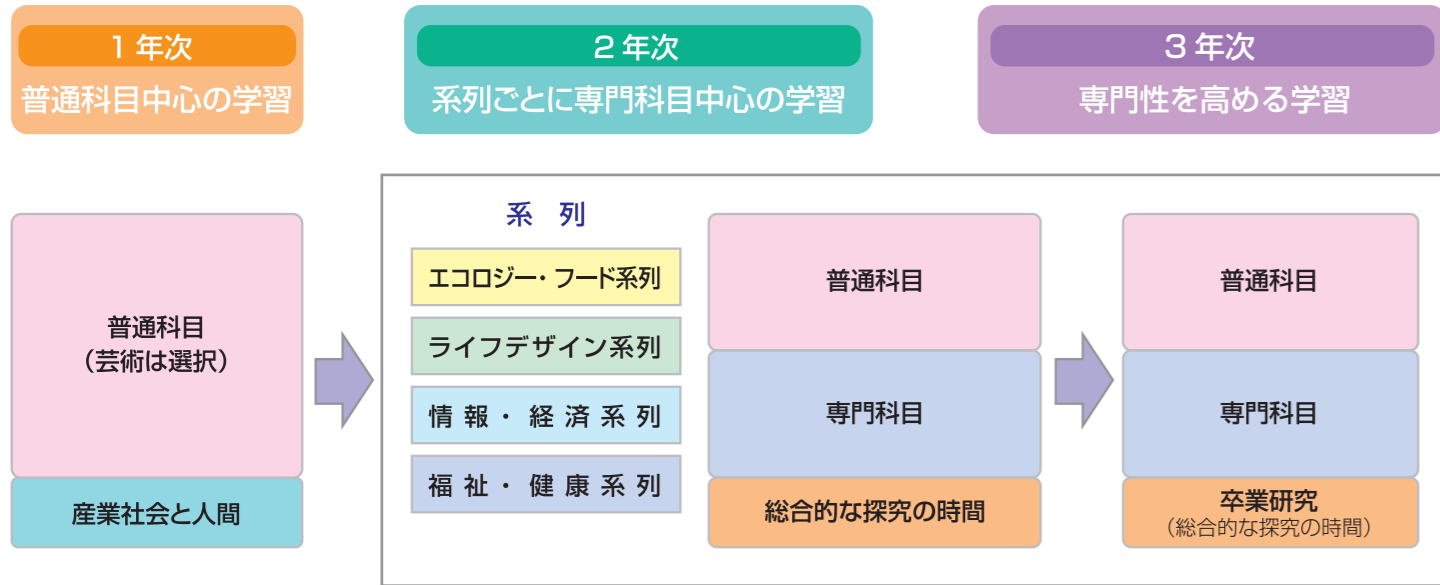 1 年次
普通科目中心の学習
2 年次
系列ごとに専門科目中心の学習
3 年次
専門性を高める学習
普通科目
（芸術は選択）
産業社会と人間
系 列
エコロジー・フード系列
ライフデザイン系列
情報・経済系列
福祉・健康系列
普通科目
専門科目
総合的な探究の時間
普通科目
専門科目
卒業研究
（総合的な探究の時間）